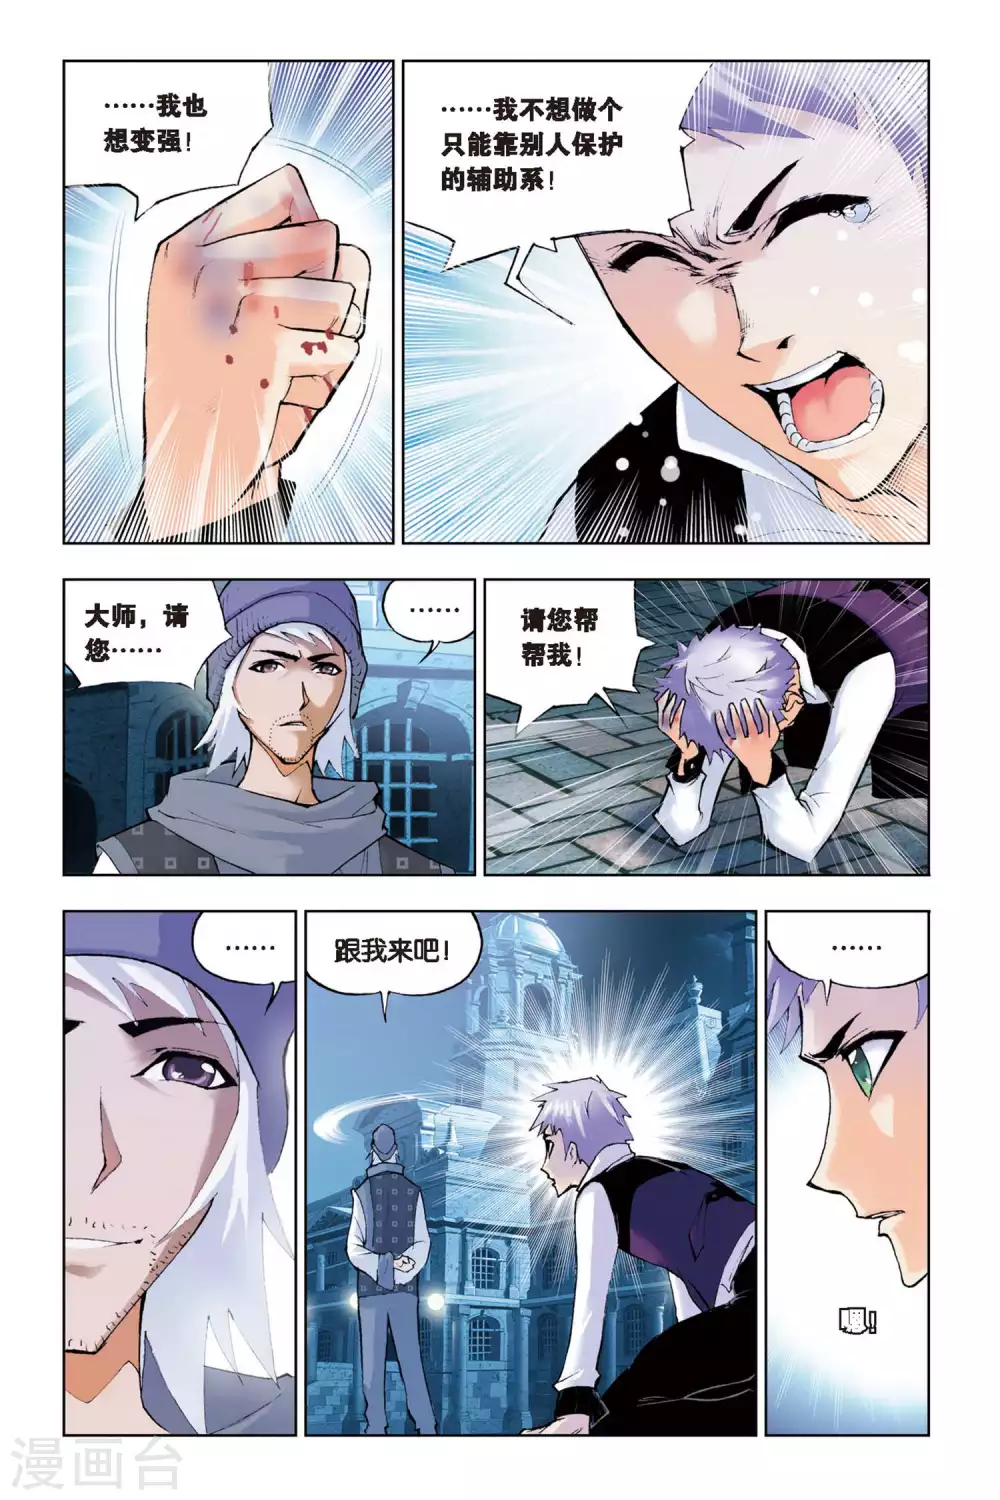 ……我也
想变强！
……我不想做个
只能靠别人保护
的辅助系！
大师，请
您……
……
请您帮
帮我！
……
跟我来吧！
……
漫画台